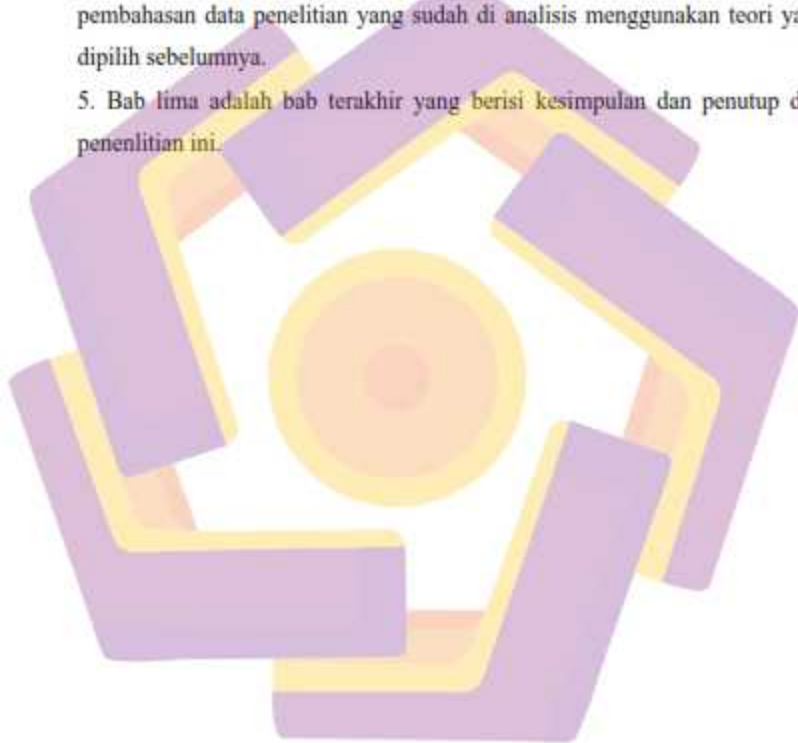 pembahasan data penelitian yang sudah di analisis menggunakan teori ya
dipilih sebelumnya.
5. Bab lima adalah bab terakhir yang berisi kesimpulan dan penutup d
penenlitian ini.